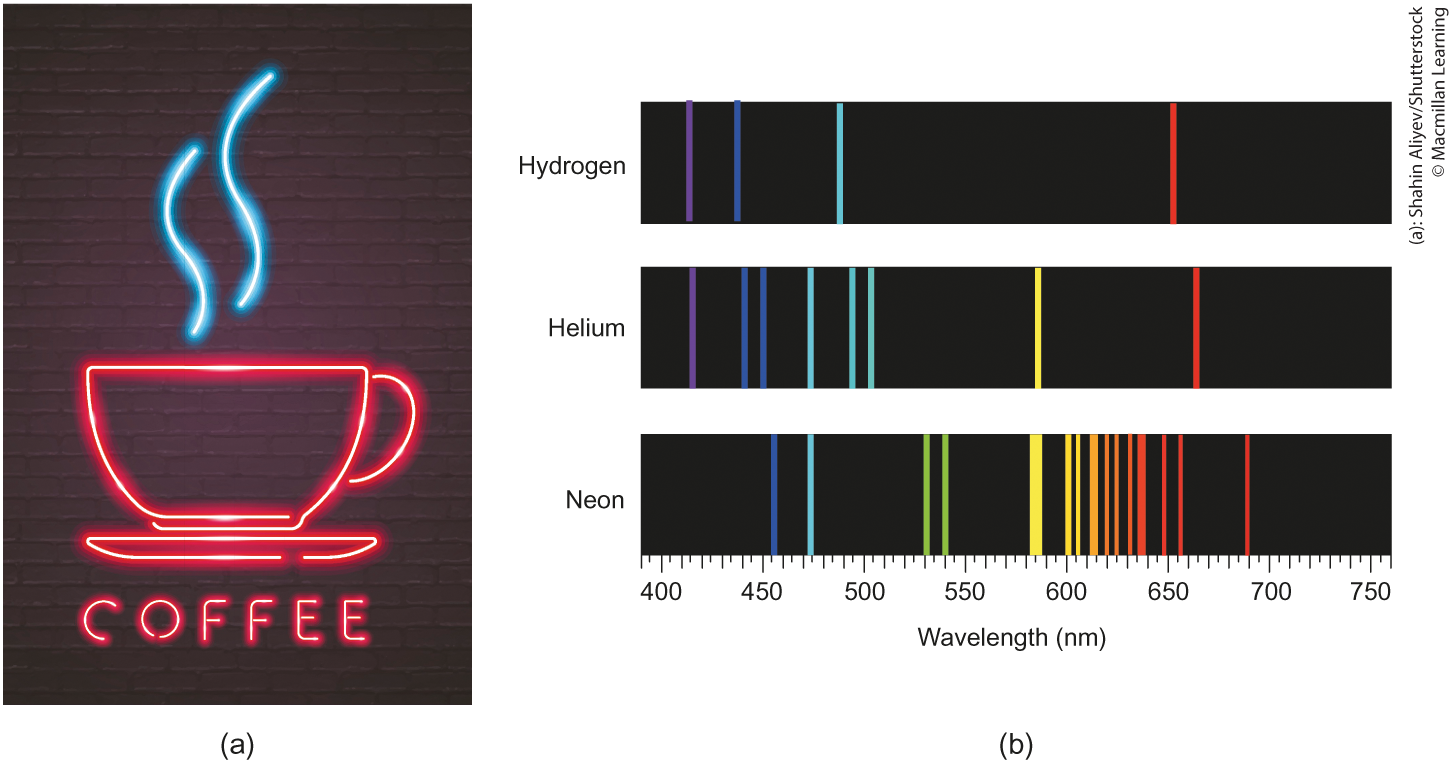 COFFEE
(a)
Hydrogen
Helium
Neon
400 450 500 550 600 650 700 750
Wavelength (nm)
(b)
(a): Shahin Aliyev/Shutterstock
© Macmillan Learning